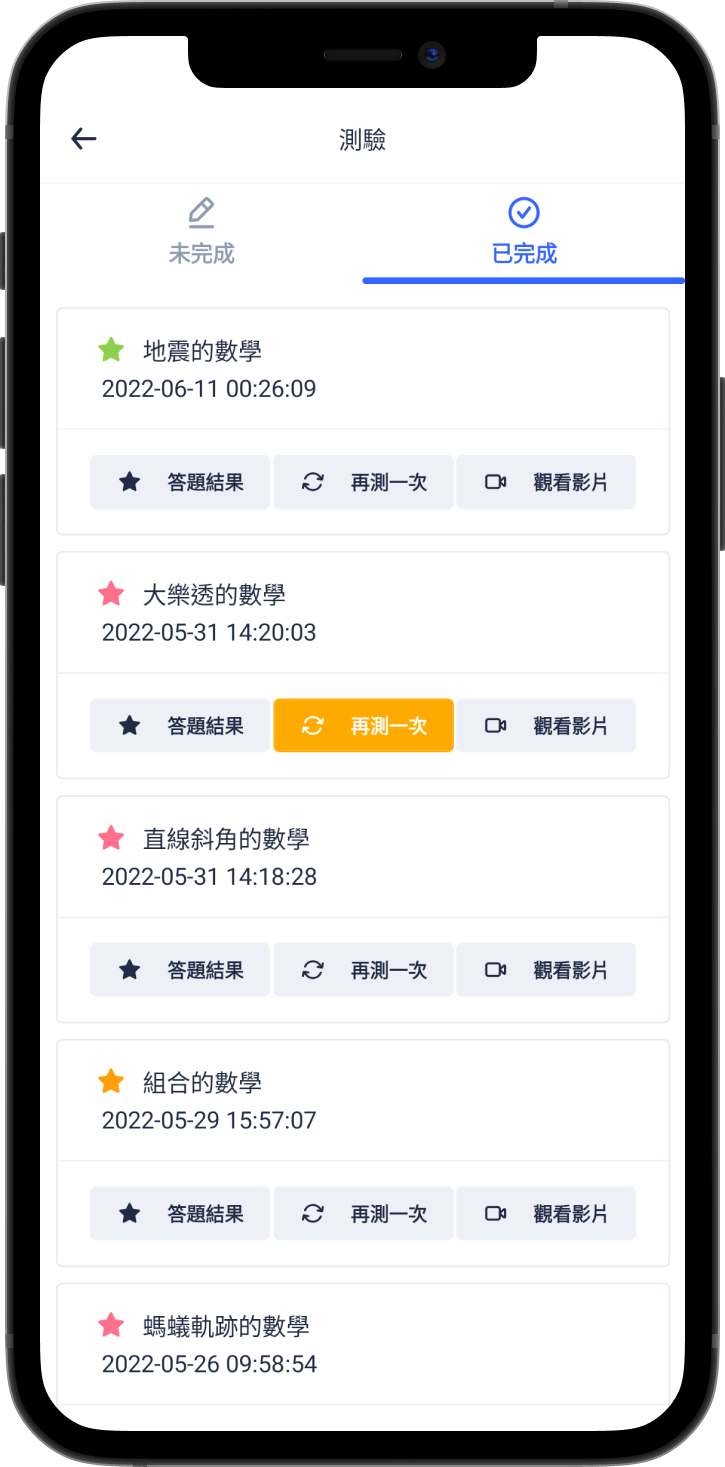 測驗
未完成 已完成
地震的數學
2022-06-11 00:26:09
答題結果 再測一次 觀看影片
大樂透的數學
2022-05-31 14:20:03
答題結果 再測一次 觀看影片
直線斜角的數學
2022-05-31 14:18:28
答題結果 再測一次 觀看影片
組合的數學
2022-05-29 15:57:07
答題結果 再測一次 觀看影片
螞蟻軌跡的數學
2022-05-26 09:58:54